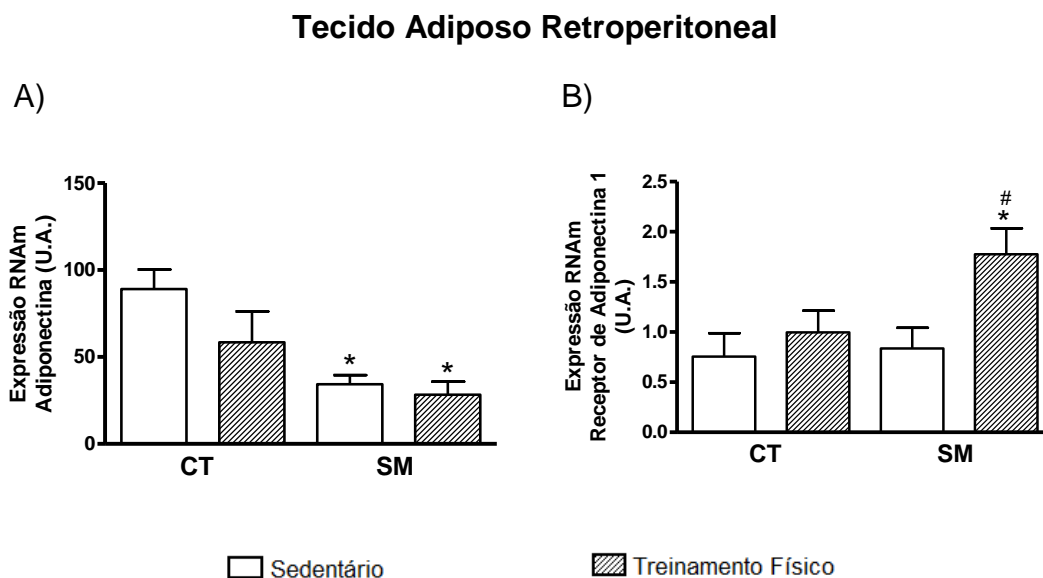 Tecido Adiposo Retroperitoneal
A)
Expressão RNAm
Adiponectina (U.A.)
150
100
50
0
*
*
CT
SM
B)
Expressão RNAm
Receptor de Adiponectina 1
(U.A.)
2.5
2.0
1.5
1.0
0.5
0.0
#
*
CT
SM
Sedentário
Treinamento Físico